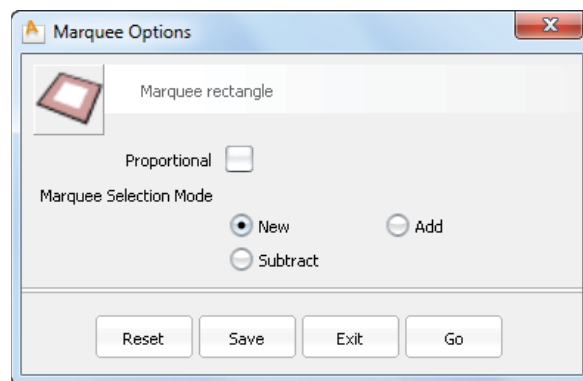 Marquee Options
Marquee rectangle
Proportional
Marquee Selection Mode
New Add
Subtract
Reset Save Exit Go